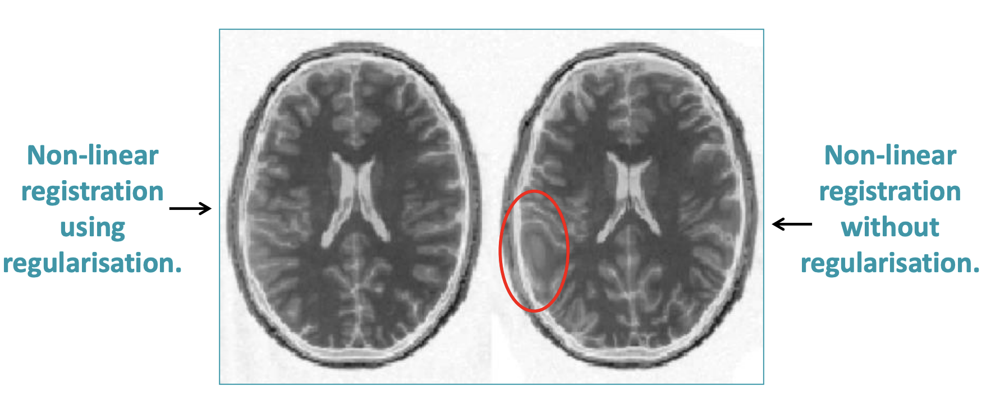 Non-linear
registration
using
regularisation.
Non-linear
registration
without
regularisation.